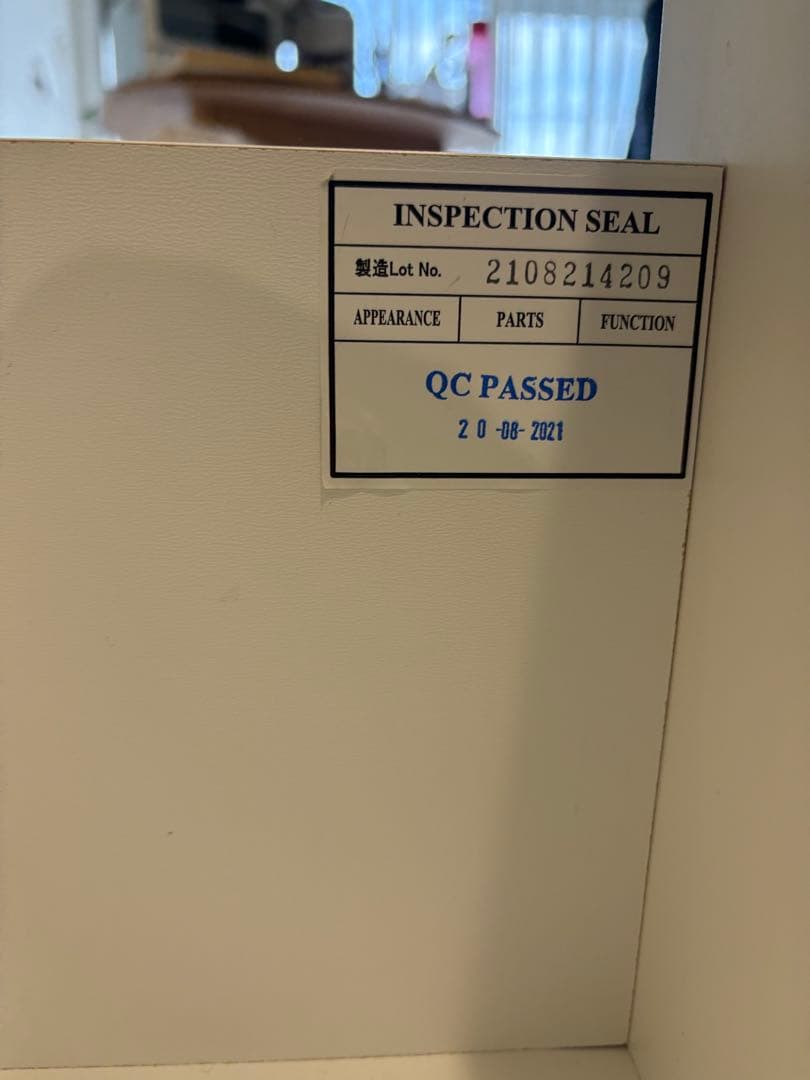 INSPECTION SEAL
製造Lot No. 2108214209
APPEARANCE PARTS FUNCTION
QC PASSED
20-08-2021